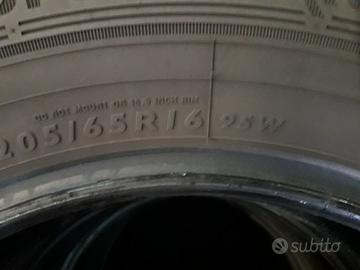 DO NOT MOUNT ON 16.5 INCH RIM
205/65R16 95W
subito